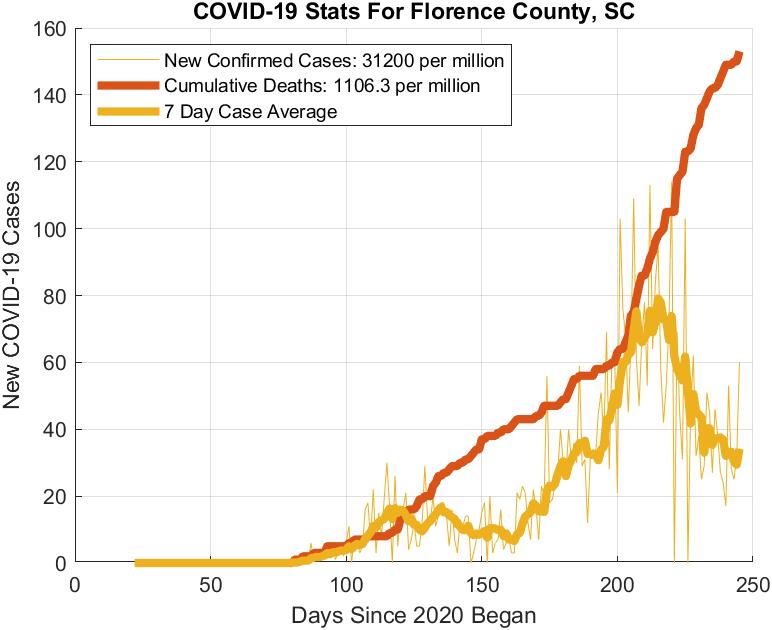 COVID-19 Stats For Florence County, SC
New Confirmed Cases: 31200 per million
Cumulative Deaths: 1106.3 per million
7 Day Case Average
New COVID-19 Cases
160
140
120
100
80
60
40
20
0
0 50 100 150 200 250
Days Since 2020 Began